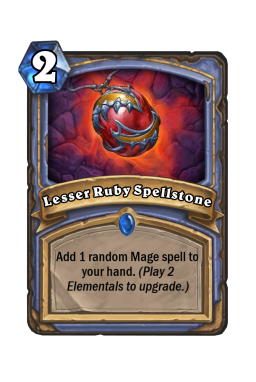 2
Lesser Ruby Spellstone
Add 1 random Mage spell to
your hand. (Play 2
Elementals to upgrade.)